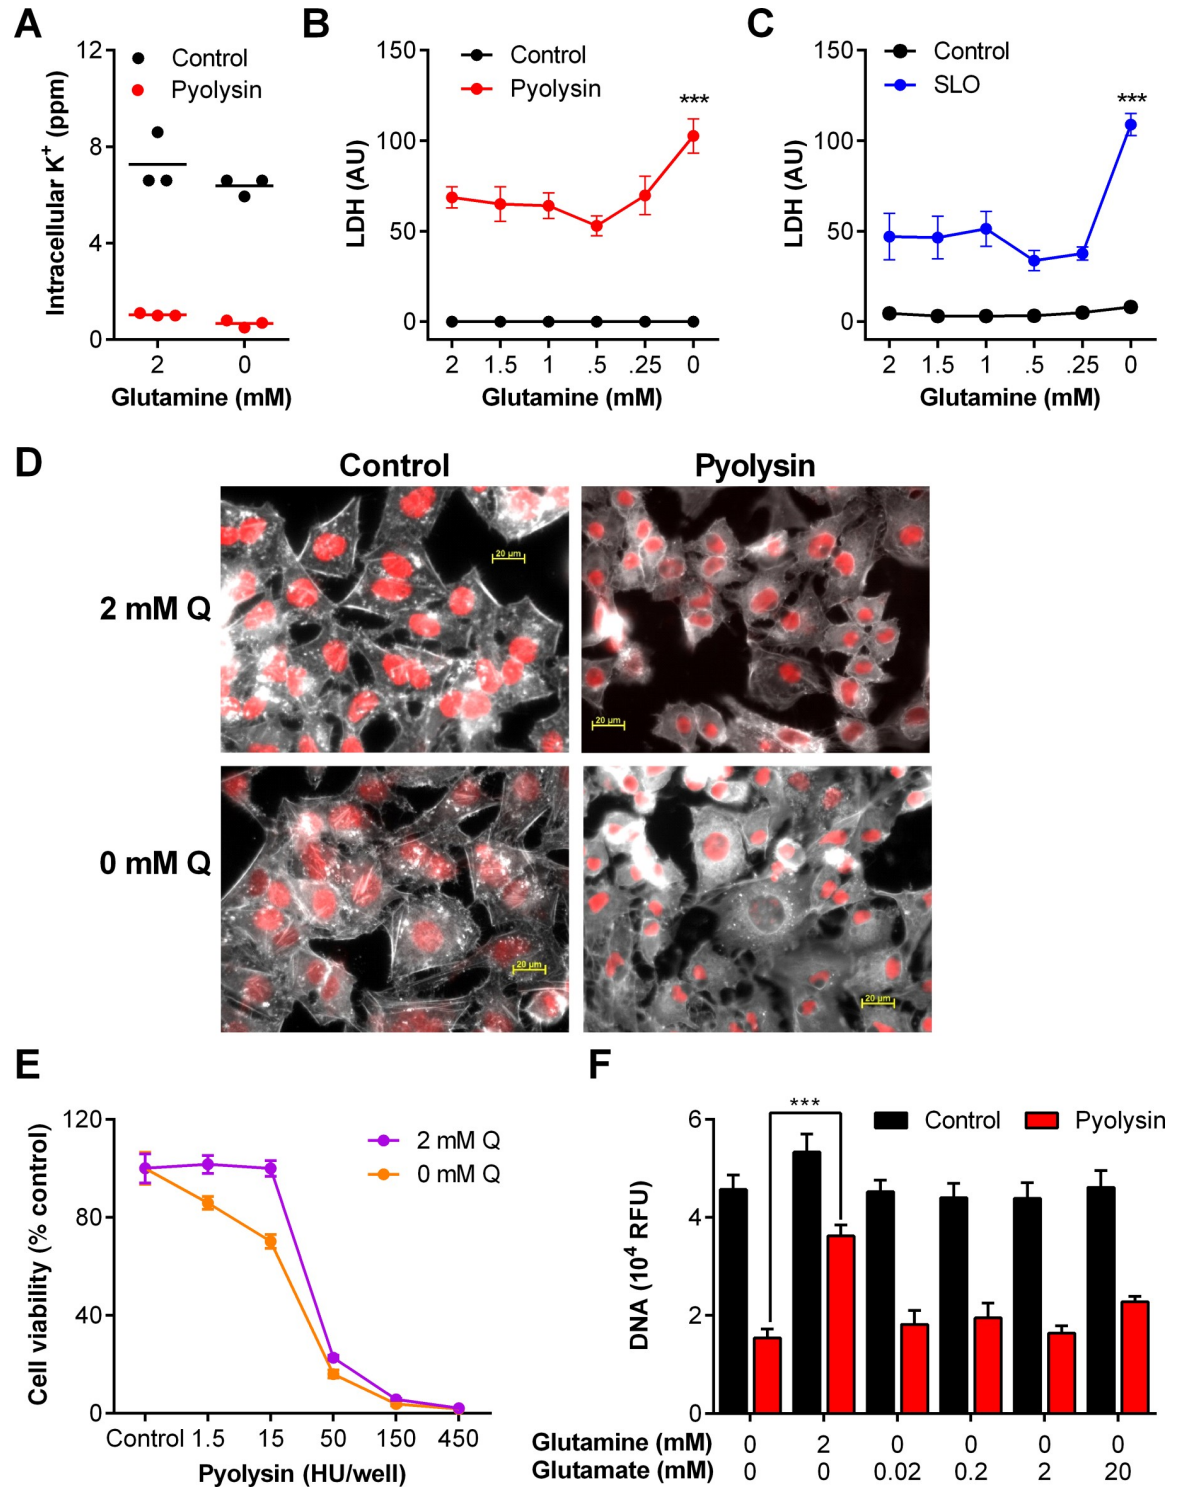 A
12
8
4
0
Intracellular K+ (ppm)
Control
Pyolysin
2 0
Glutamine (mM)
B
150
100
50
0
LDH (AU)
Control
Pyolysin
***
2 1.5 1 .5 .25 0
Glutamine (mM)
C
150
100
50
0
LDH (AU)
Control
SLO
***
2 1.5 1 .5 .25 0
Glutamine (mM)
D
Control Pyolysin
2 mM Q
20 µm
20 µm
0 mM Q
20 µm
20 µm
E
120
80
40
0
Cell viability (% control)
2 mM Q
0 mM Q
Control 1.5 15 50 150 450
Pyolysin (HU/well)
F
6
4
2
0
DNA (10^4 RFU)
***
Control Pyolysin
Glutamine (mM) 0 2 0 0 0 0
Glutamate (mM) 0 0 0.02 0.2 2 20